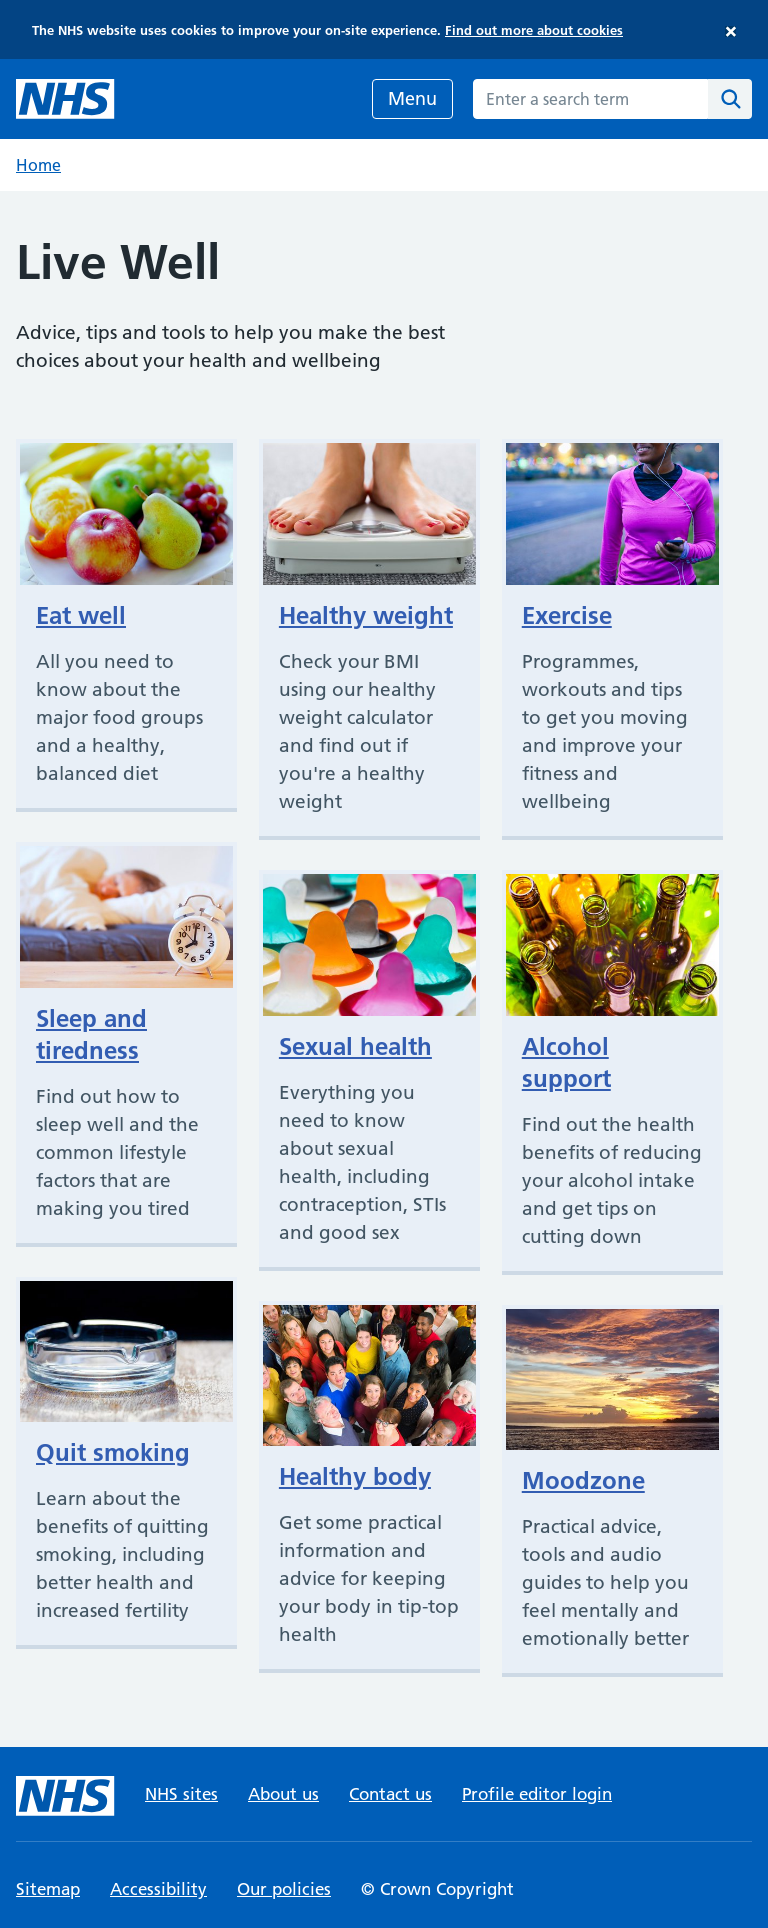 The NHS website uses cookies to improve your on-site experience. Find out more about cookies
NHS
Menu
Enter a search term
Home
Live Well
Advice, tips and tools to help you make the best
choices about your health and wellbeing
Eat well
All you need to
know about the
major food groups
and a healthy,
balanced diet
Healthy weight
Check your BMI
using our healthy
weight calculator
and find out if
you're a healthy
weight
Exercise
Programmes,
workouts and tips
to get you moving
and improve your
fitness and
wellbeing
Sleep and
tiredness
Find out how to
sleep well and the
common lifestyle
factors that are
making you tired
Sexual health
Everything you
need to know
about sexual
health, including
contraception, STIs
and good sex
Alcohol
support
Find out the health
benefits of reducing
your alcohol intake
and get tips on
cutting down
Quit smoking
Learn about the
benefits of quitting
smoking, including
better health and
increased fertility
Healthy body
Get some practical
information and
advice for keeping
your body in tip-top
health
Moodzone
Practical advice,
tools and audio
guides to help you
feel mentally and
emotionally better
NHS
NHS sites About us Contact us Profile editor login
Sitemap Accessibility Our policies © Crown Copyright